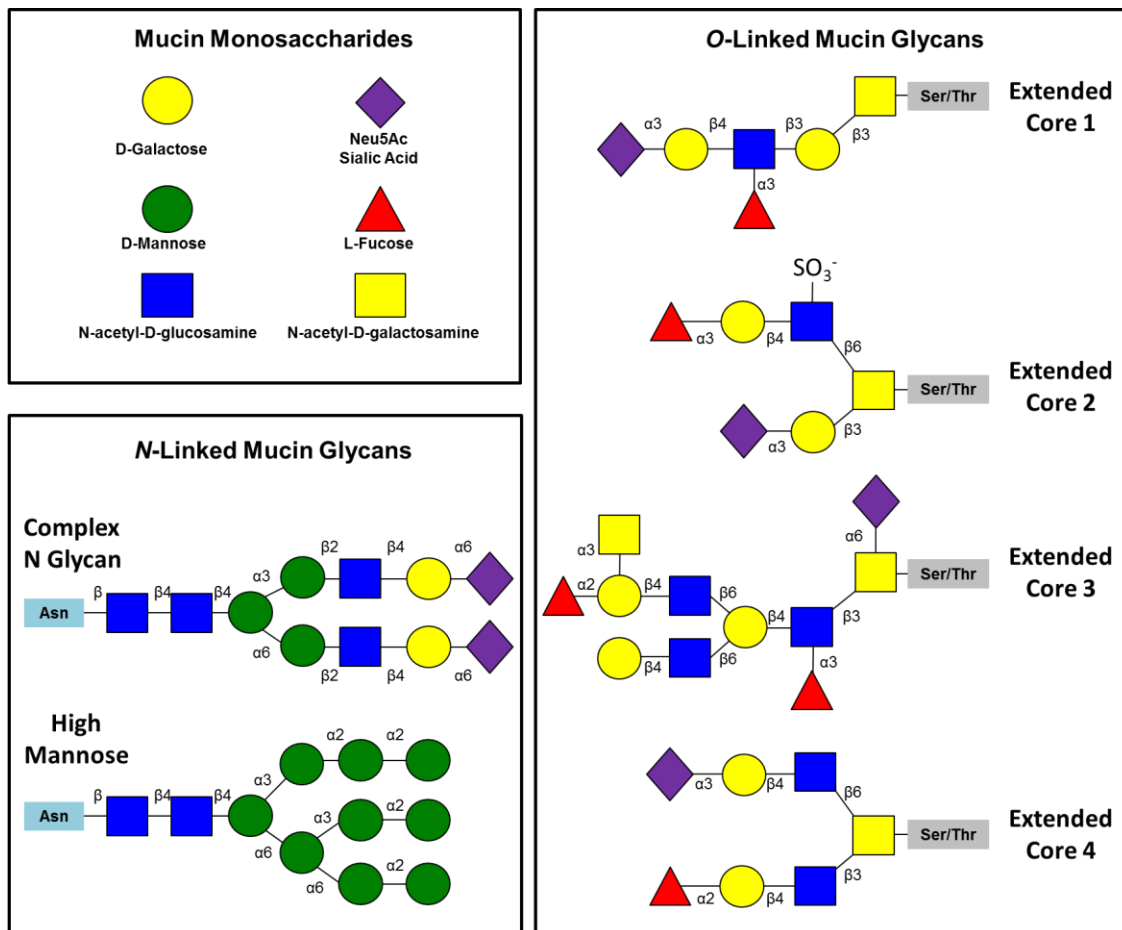 Mucin Monosaccharides
D-Galactose
Neu5Ac
Sialic Acid
D-Mannose
L-Fucose
N-acetyl-D-glucosamine
N-acetyl-D-galactosamine
N-Linked Mucin Glycans
Complex
N Glycan
Asn
β
β4
β4
α3
β2
β4
α6
α6
β2
β4
α6
High
Mannose
Asn
β
β4
β4
α3
α2
α2
α6
α3
α2
α6
α2
O-Linked Mucin Glycans
α3
β4
β3
β3
α3
Ser/Thr
Extended
Core 1
SO3-
α3
β4
β6
α3
β3
Ser/Thr
Extended
Core 2
α3
α2
β4
β6
β4
β6
β4
α3
β3
α6
Ser/Thr
Extended
Core 3
α3
β4
β6
α2
β4
β3
Ser/Thr
Extended
Core 4